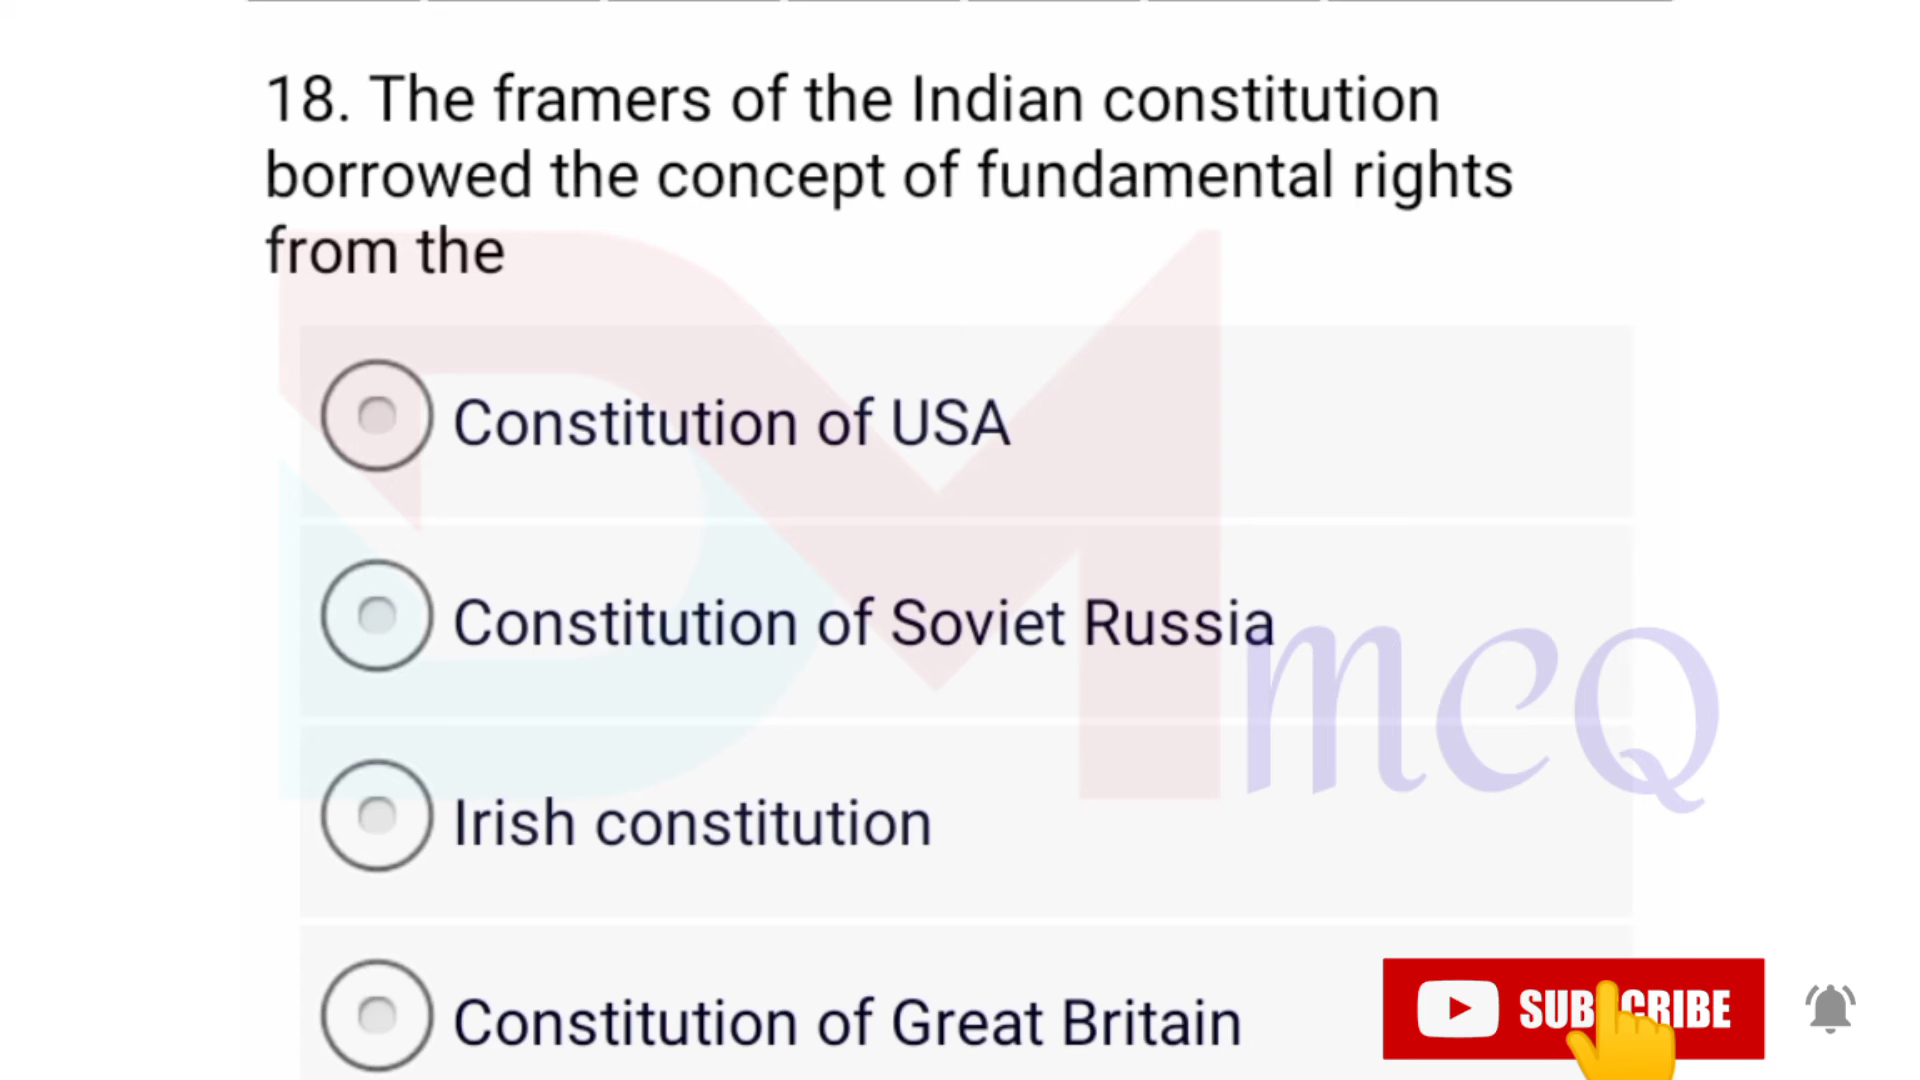 18. The framers of the Indian constitution
borrowed the concept of fundamental rights
from the
Constitution of USA
Constitution of Soviet Russia
mcQ
Irish constitution
Constitution of Great Britain
SUBSCRIBE